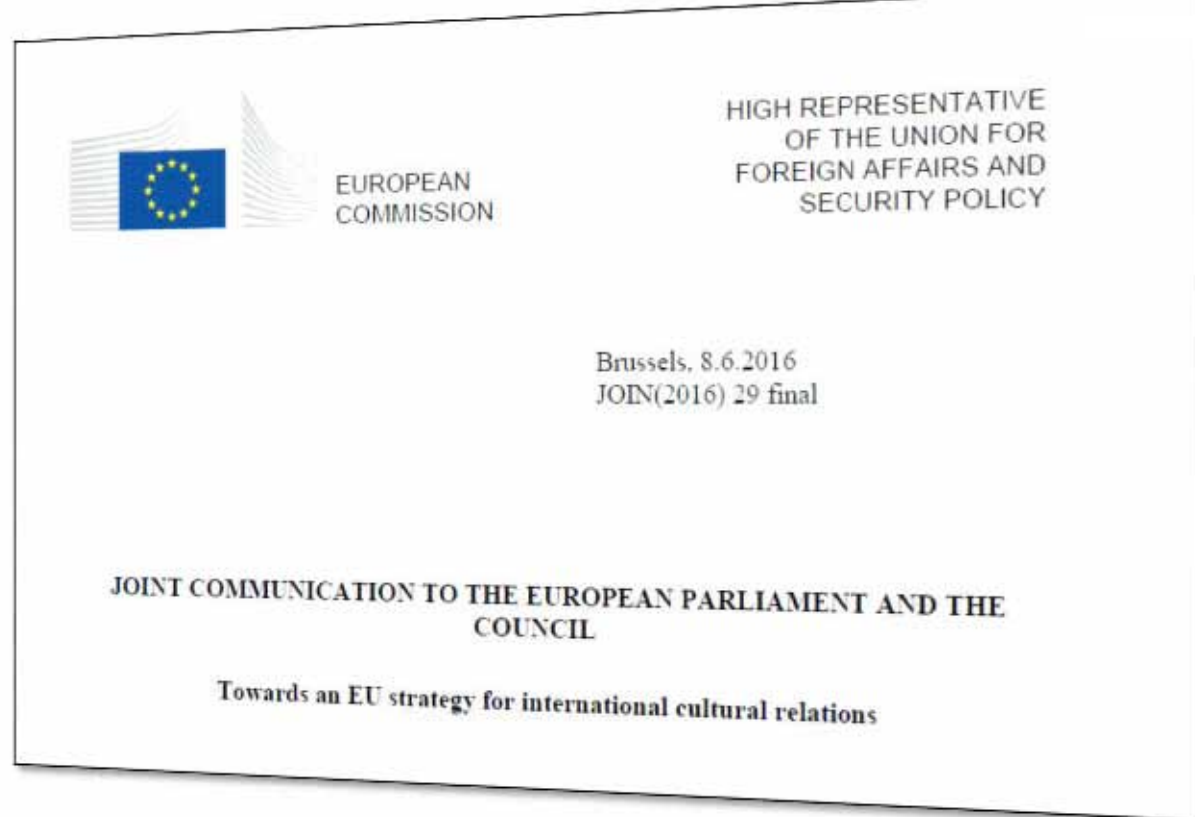 EUROPEAN
COMMISSION
HIGH REPRESENTATIVE
OF THE UNION FOR
FOREIGN AFFAIRS AND
SECURITY POLICY
Brussels, 8.6.2016
JOIN(2016) 29 final
JOINT COMMUNICATION TO THE EUROPEAN PARLIAMENT AND THE
COUNCIL
Towards an EU strategy for international cultural relations